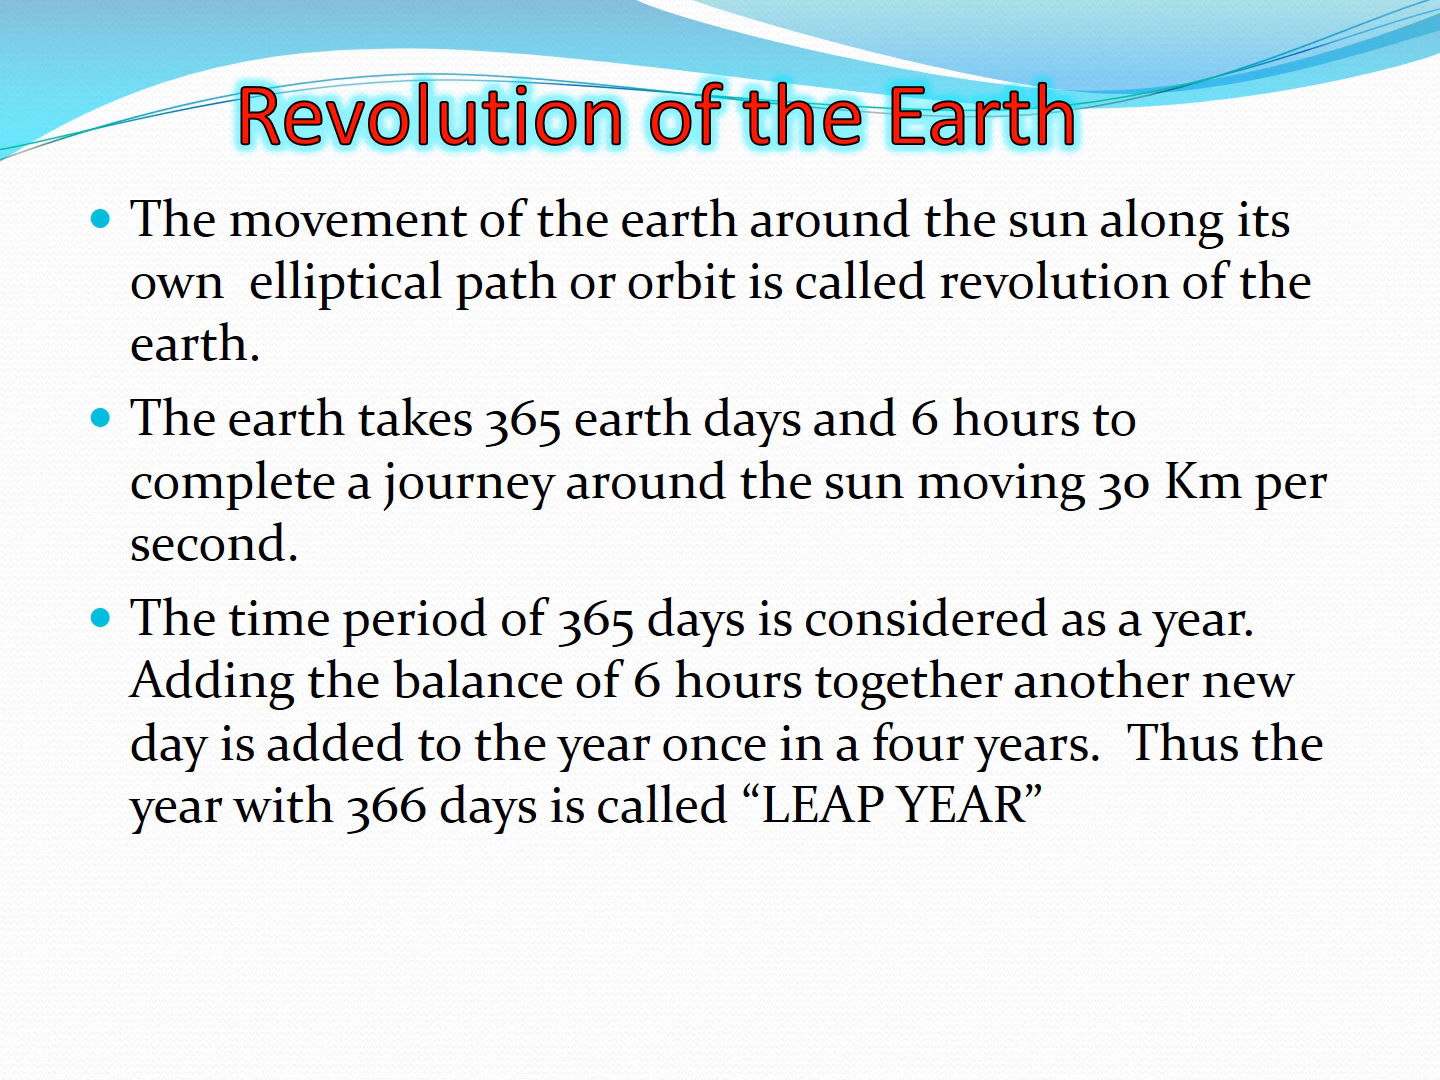 Revolution of the Earth
The movement of the earth around the sun along its
own  elliptical path or orbit is called revolution of the
earth.
The earth takes 365 earth days and 6 hours to
complete a journey around the sun moving 30 Km per
second.
The time period of 365 days is considered as a year.
Adding the balance of 6 hours together another new
day is added to the year once in a four years.  Thus the
year with 366 days is called “LEAP YEAR”